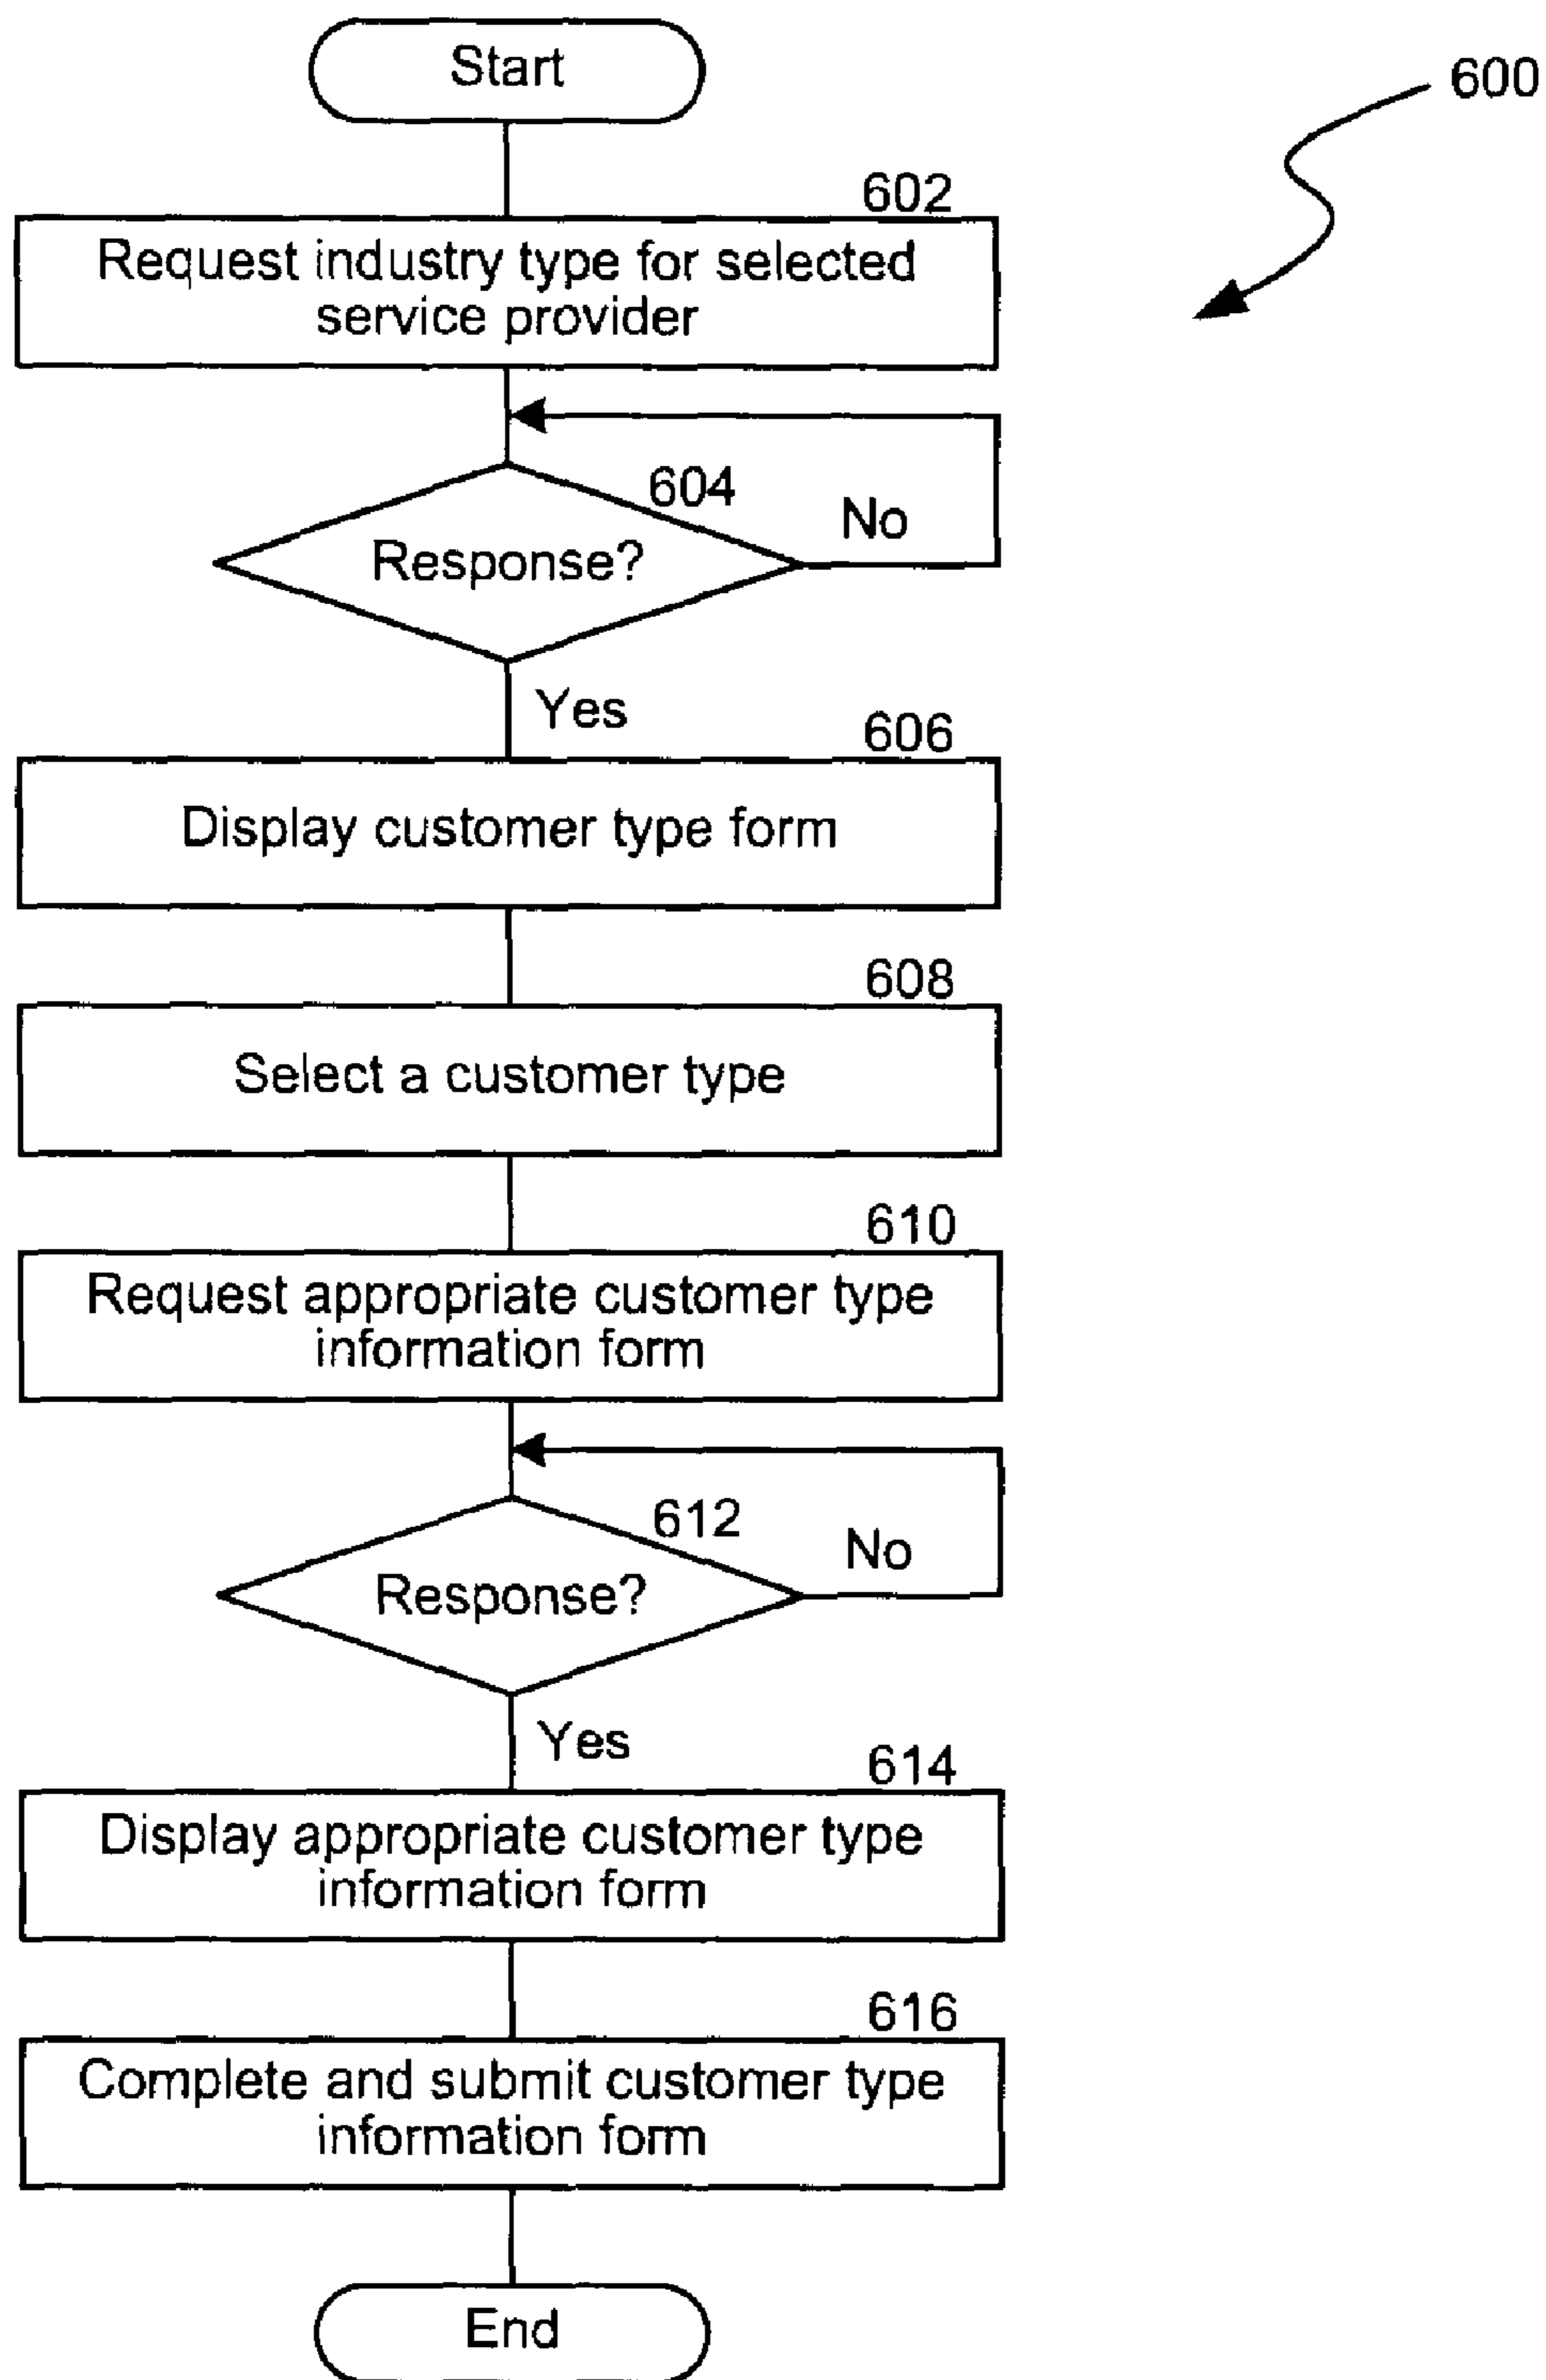 Start
600
602
Request industry type for selected
service provider
604
No
Response?
Yes
606
Display customer type form
608
Select a customer type
610
Request appropriate customer type
information form
612
No
Response?
Yes
614
Display appropriate customer type
information form
616
Complete and submit customer type
information form
End